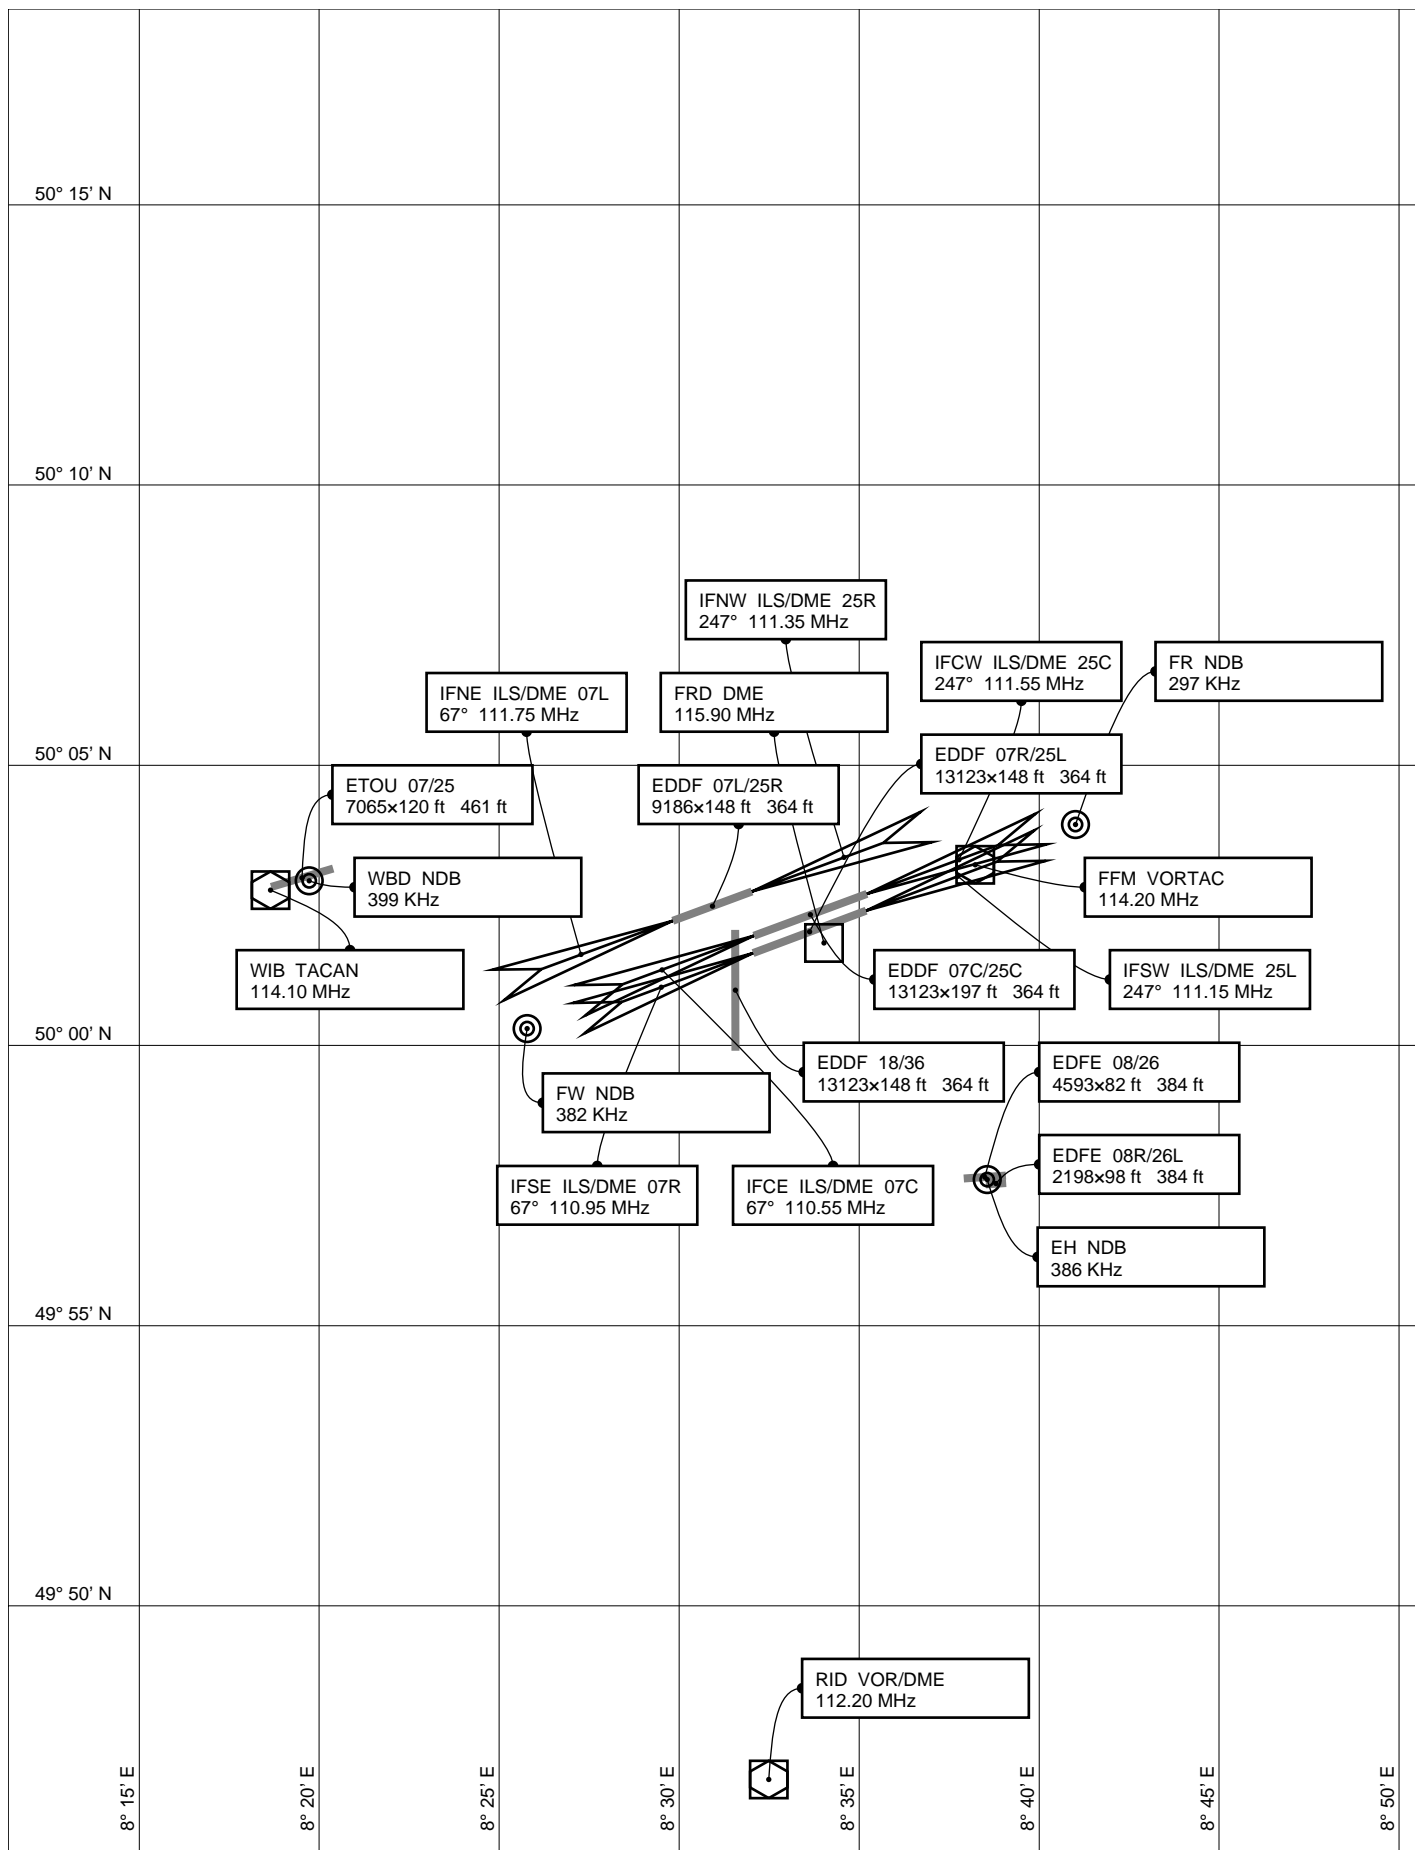 50° 15' N
50° 10' N
IFNW ILS/DME 25R
247° 111.35 MHz
IFCW ILS/DME 25C
247° 111.55 MHz
FR NDB
297 KHz
IFNE ILS/DME 07L
67° 111.75 MHz
FRD DME
115.90 MHz
EDDF 07R/25L
13123×148 ft 364 ft
50° 05' N
ETOU 07/25
7065×120 ft 461 ft
EDDF 07L/25R
9186×148 ft 364 ft
WBD NDB
399 KHz
FFM VORTAC
114.20 MHz
WIB TACAN
114.10 MHz
EDDF 07C/25C
13123×197 ft 364 ft
IFSW ILS/DME 25L
247° 111.15 MHz
50° 00' N
EDDF 18/36
13123×148 ft 364 ft
EDFE 08/26
4593×82 ft 384 ft
FW NDB
382 KHz
EDFE 08R/26L
2198×98 ft 384 ft
IFSE ILS/DME 07R
67° 110.95 MHz
IFCE ILS/DME 07C
67° 110.55 MHz
EH NDB
386 KHz
49° 55' N
49° 50' N
RID VOR/DME
112.20 MHz
8° 15' E
8° 20' E
8° 25' E
8° 30' E
8° 35' E
8° 40' E
8° 45' E
8° 50' E